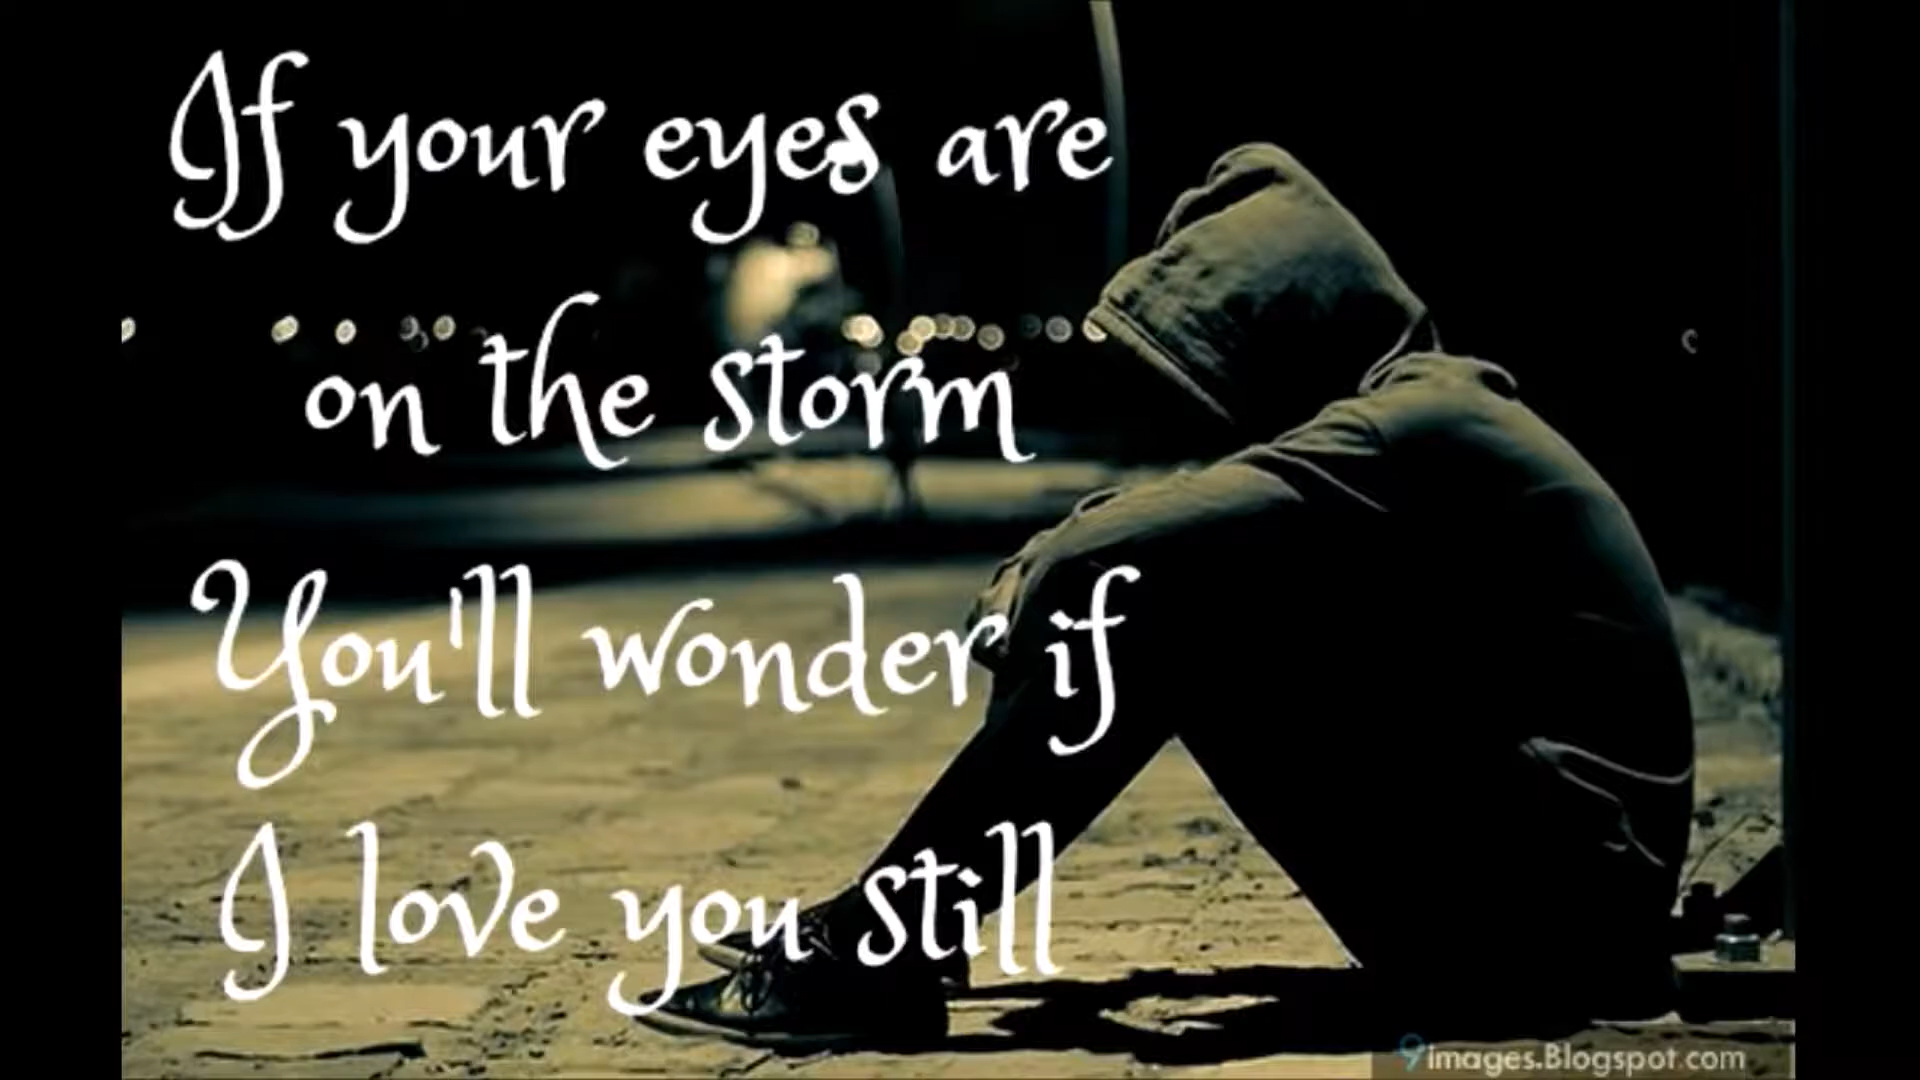 If your eyes are
on the storm
You'll wonder if
I love you still
9images.Blogspot.com